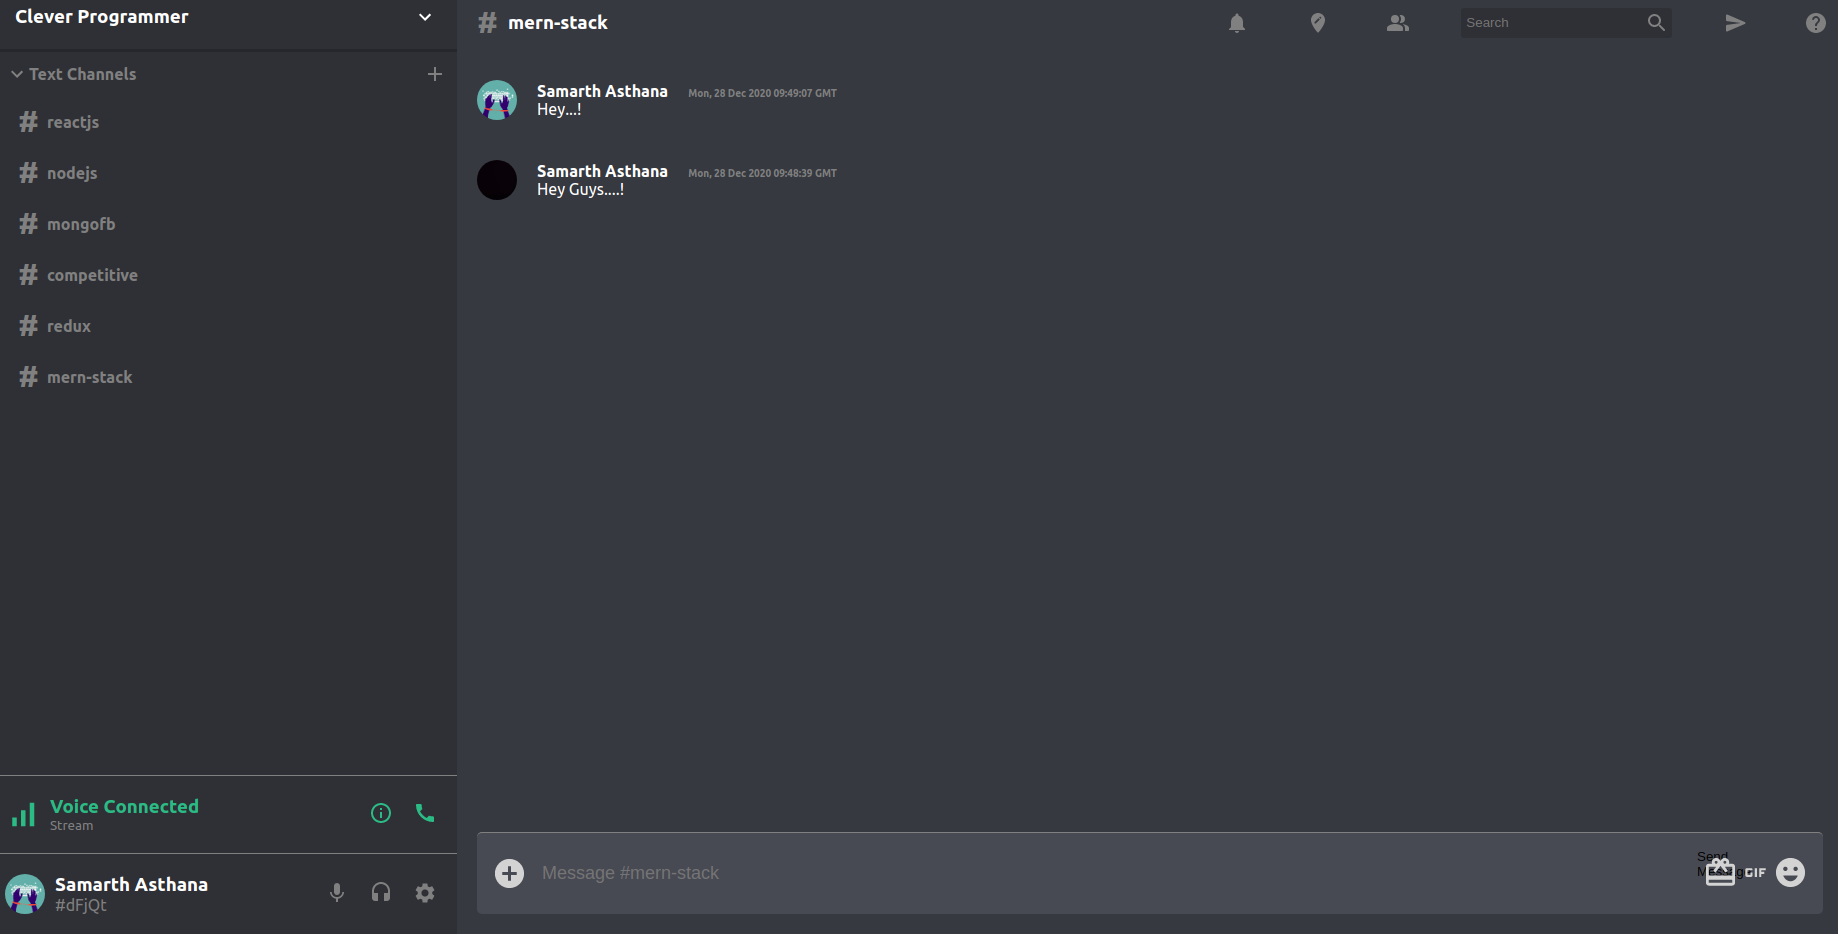 Clever Programmer
Text Channels
reactjs
nodejs
mongofb
competitive
redux
mern-stack
Voice Connected
Stream
Samarth Asthana
#dFjQt
# mern-stack
Search
Samarth Asthana Mon, 28 Dec 2020 09:49:07 GMT
Hey...!
Samarth Asthana Mon, 28 Dec 2020 09:48:39 GMT
Hey Guys....!
Message #mern-stack
Send
GIF